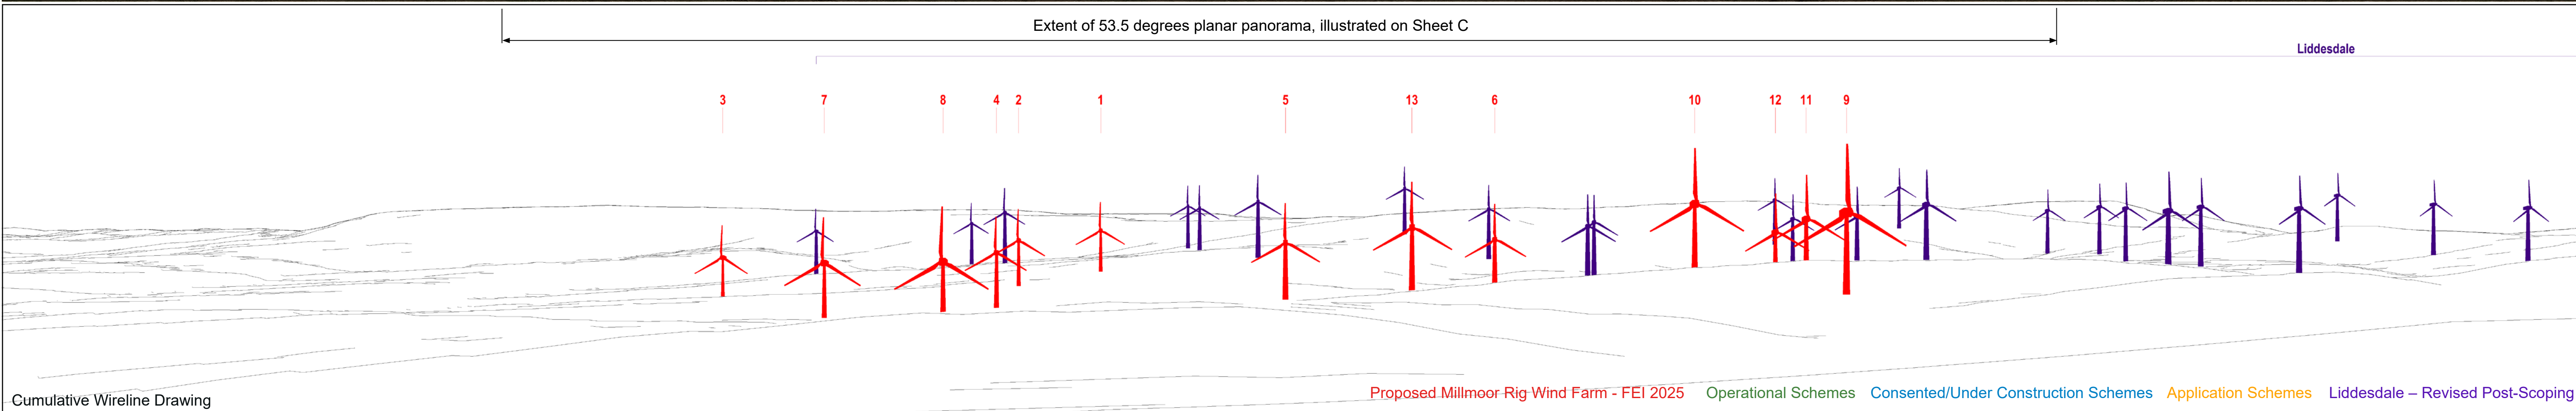 Extent of 53.5 degrees planar panorama, illustrated on Sheet C
Liddesdale
3 7 8 4 2 1 5 13 6 10 12 11 9
Proposed Millmoor Rig Wind Farm - FEI 2025 Operational Schemes Consented/Under Construction Schemes Application Schemes Liddesdale – Revised Post-Scoping
Cumulative Wireline Drawing